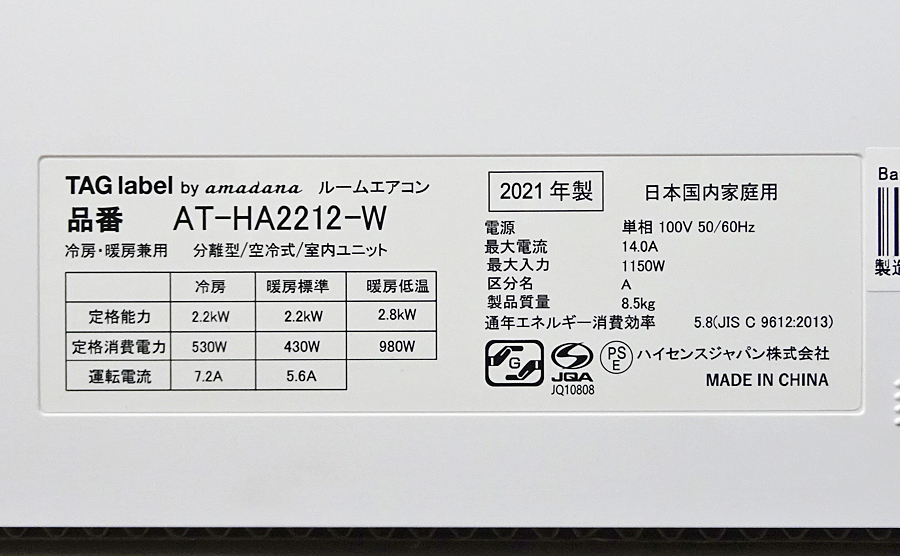 TAG label by amadana ルームエアコン
品番 AT-HA2212-W
冷房・暖房兼用 分離型/空冷式/室内ユニット
冷房 暖房標準 暖房低温
定格能力 2.2kW 2.2kW 2.8kW
定格消費電力 530W 430W 980W
運転電流 7.2A 5.6A
2021年製 日本国内家庭用
電源 単相 100V 50/60Hz
最大電流 14.0A
最大入力 1150W
区分名 A
製品質量 8.5kg
通年エネルギー消費効率 5.8(JIS C 9612:2013)
G JQA PSE ハイセンスジャパン株式会社
JQ10808 MADE IN CHINA
Ba
製造